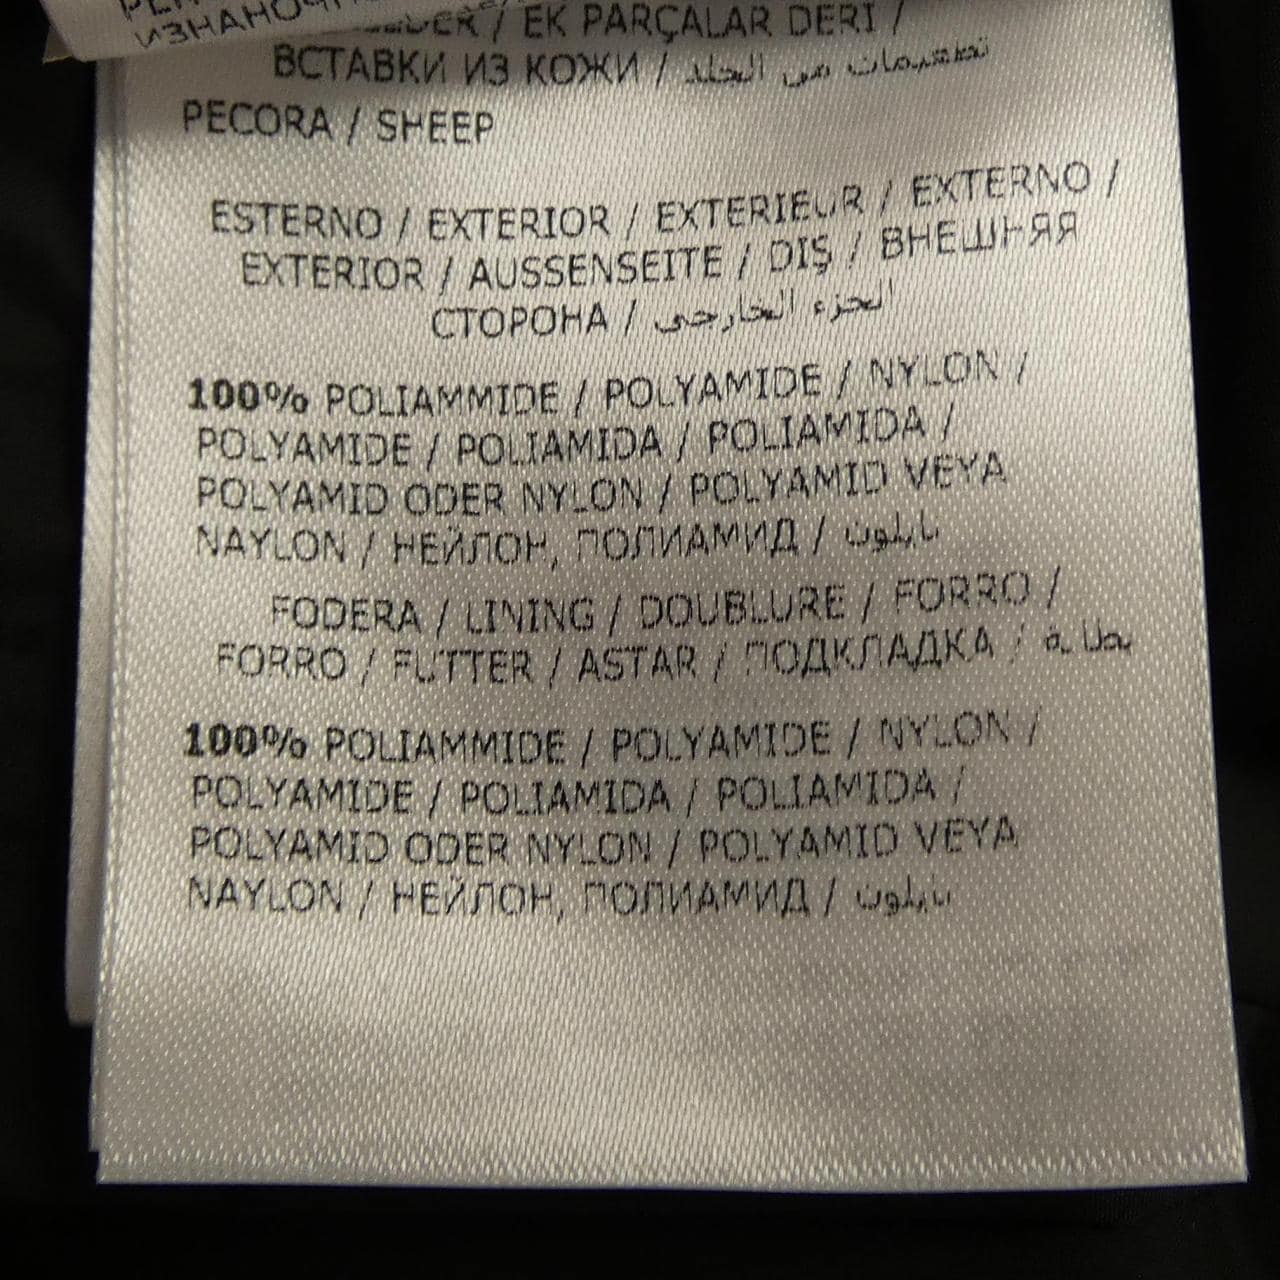 ИЗНАНОЧ
/ EK PARÇALAR DERİ /
ВСТАВКИ ИЗ КОЖИ / تطعيمات من الجلد
PECORA / SHEEP
ESTERNO / EXTERIOR / EXTERIEUR / EXTERNO /
EXTERIOR / AUSSENSEITE / DIŞ / ВНЕШНЯЯ
СТОРОНА / الجزء الخارجى
100% POLIAMMIDE / POLYAMIDE / NYLON /
POLYAMIDE / POLIAMIDA / POLIAMIDA /
POLYAMID ODER NYLON / POLYAMID VEYA
NAYLON / НЕЙЛОН, ПОЛИАМИД / نايلون
FODERA / LINING / DOUBLURE / FORRO /
FORRO / FUTTER / ASTAR / ПОДКЛАДКА / بطانة
100% POLIAMMIDE / POLYAMIDE / NYLON /
POLYAMIDE / POLIAMIDA / POLIAMIDA /
POLYAMID ODER NYLON / POLYAMID VEYA
NAYLON / НЕЙЛОН, ПОЛИАМИД / نايلون